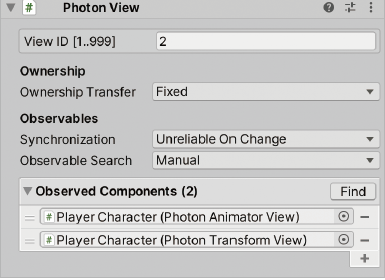 Photon View
View ID [1..999] 2
Ownership
Ownership Transfer Fixed
Observables
Synchronization Unreliable On Change
Observable Search Manual
Observed Components (2) Find
Player Character (Photon Animator View)
Player Character (Photon Transform View)